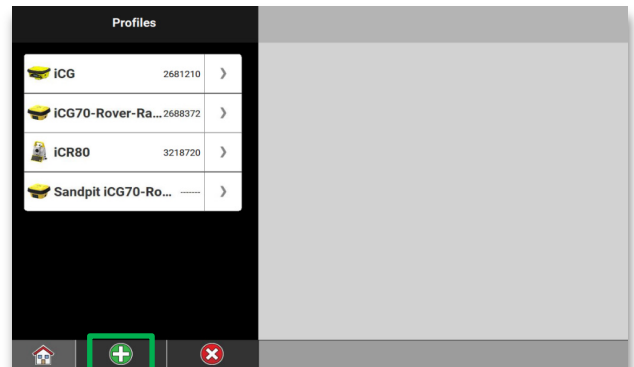 Profiles
iCG 2681210
iCG70-Rover-Ra... 2688372
iCR80 3218720
Sandpit iCG70-Ro... ------